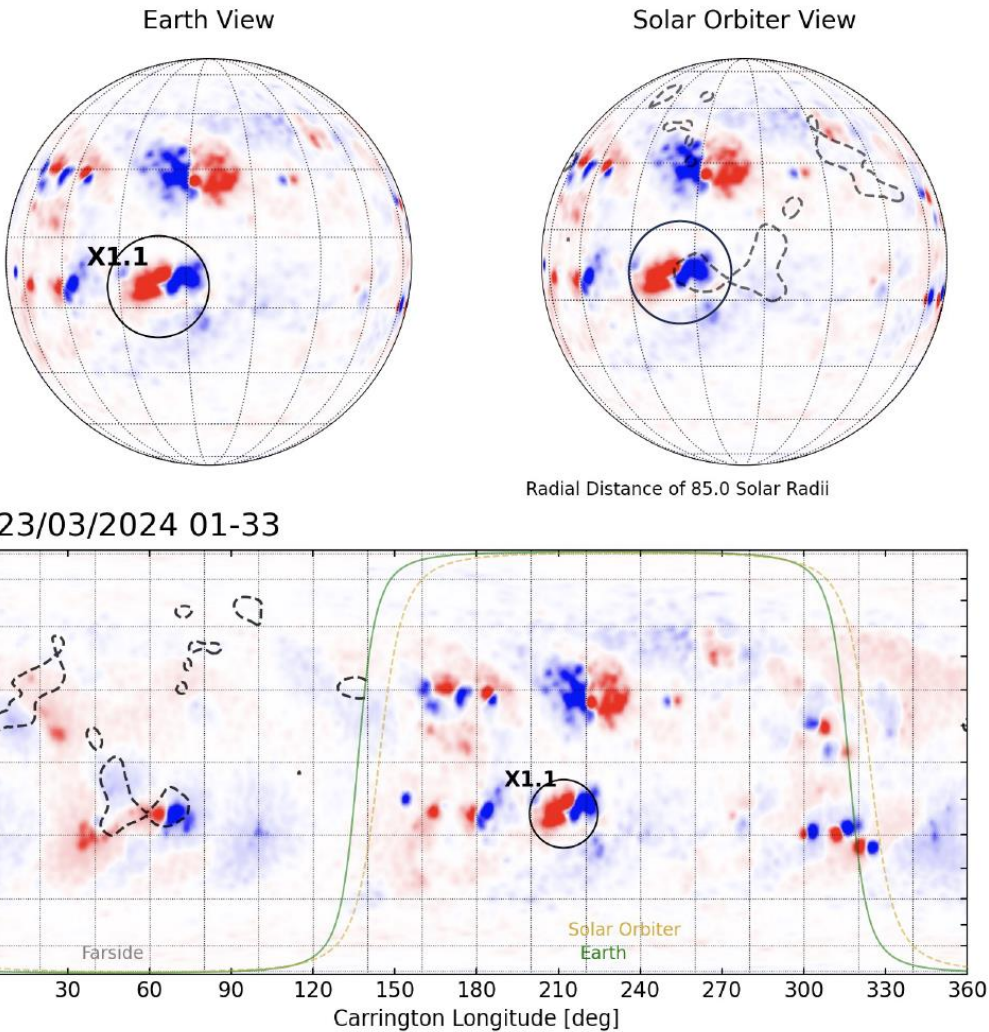 Earth View
Solar Orbiter View
X1.1
Radial Distance of 85.0 Solar Radii
23/03/2024 01-33
X1.1
Solar Orbiter
Farside
Earth
30 60 90 120 150 180 210 240 270 300 330 360
Carrington Longitude [deg]